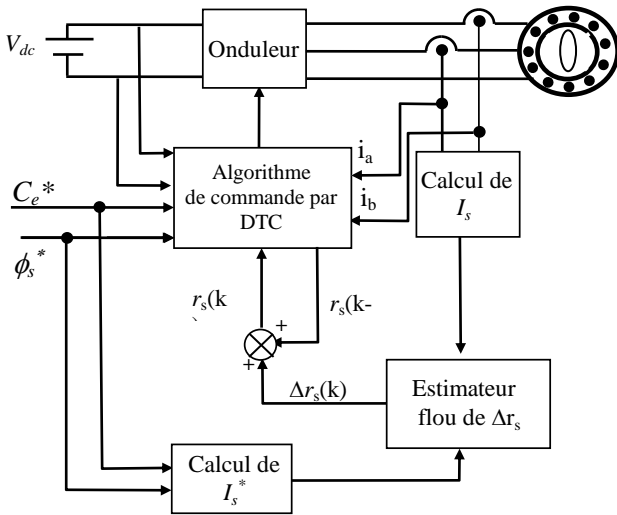 V_dc
Onduleur
Algorithme
de commande par
DTC
i_a
i_b
Calcul de
I_s
C_e*
ϕ_s*
r_s(k
r_s(k-
+
+
Δr_s(k)
Estimateur
flou de Δr_s
Calcul de
I_s*